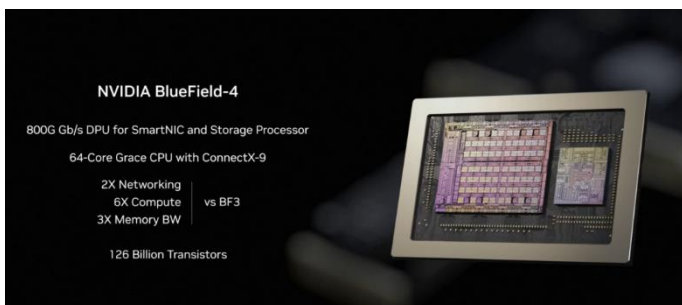 NVIDIA BlueField-4
800G Gb/s DPU for SmartNIC and Storage Processor
64-Core Grace CPU with ConnectX-9
2X Networking
6X Compute
vs BF3
3X Memory BW
126 Billion Transistors